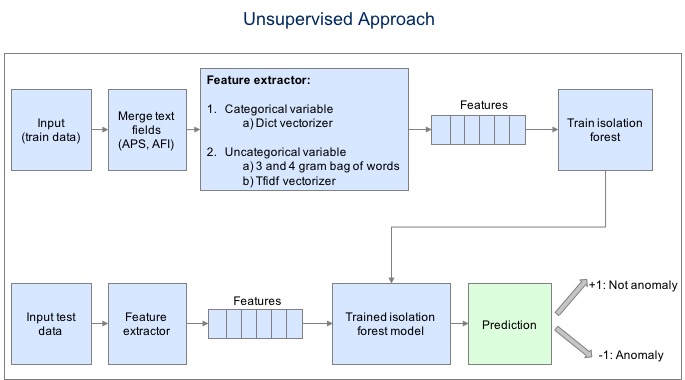 Unsupervised Approach
Input
(train data)
Merge text
fields
(APS, AFI)
Feature extractor:
1. Categorical variable
a) Dict vectorizer
2. Uncategorical variable
a) 3 and 4 gram bag of words
b) Tfidf vectorizer
Features
Train isolation
forest
Input test
data
Feature
extractor
Features
Trained isolation
forest model
Prediction
+1: Not anomaly
-1: Anomaly